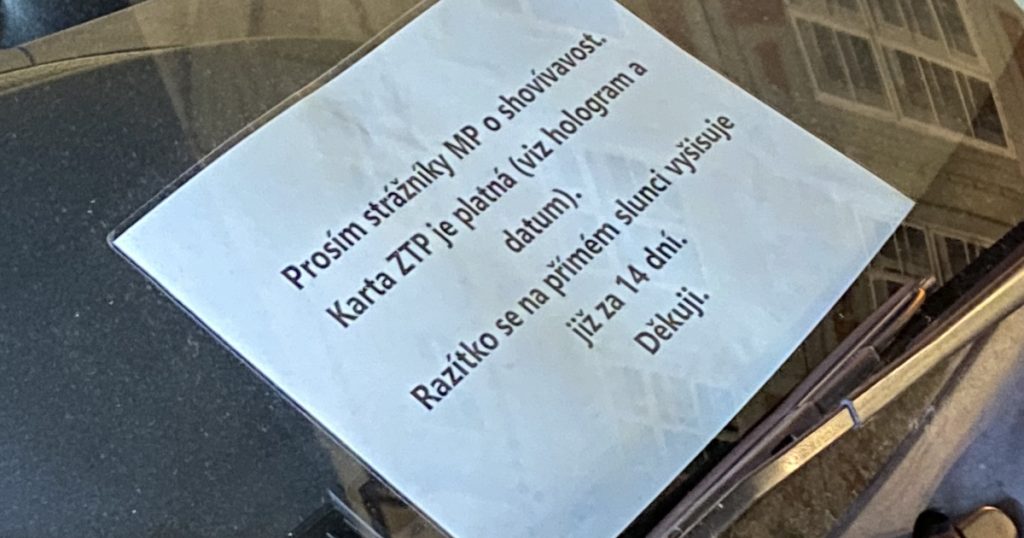 Prosím strážníky MP o shovívavost.
Karta ZTP je platná (viz hologram a
datum).
Razítko se na přímém slunci vyšisuje
již za 14 dní.
Děkuji.